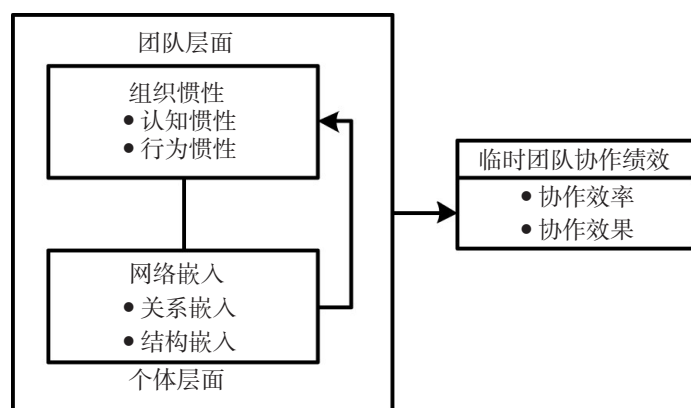 团队层面
组织惯性
● 认知惯性
● 行为惯性
网络嵌入
● 关系嵌入
● 结构嵌入
个体层面
临时团队协作绩效
● 协作效率
● 协作效果